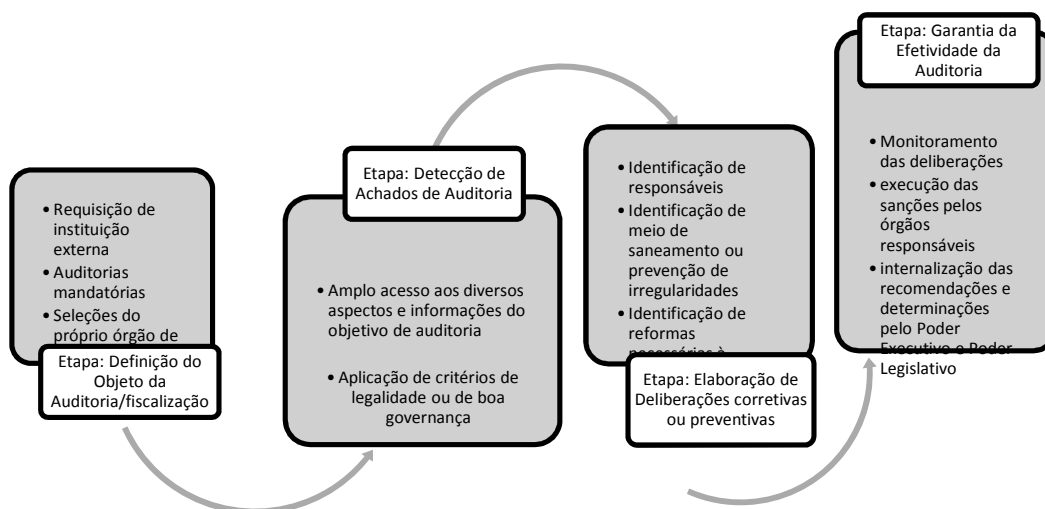 • Requisição de
instituição
externa
• Auditorias
mandatórias
• Seleções do
próprio órgão de
Etapa: Definição do
Objeto da
Auditoria/fiscalização
Etapa: Detecção de
Achados de Auditoria
• Amplo acesso aos diversos
aspectos e informações do
objetivo de auditoria
• Aplicação de critérios de
legalidade ou de boa
governança
• Identificação de
responsáveis
• Identificação de
meio de
saneamento ou
prevenção de
irregularidades
• Identificação de
reformas
necessárias à
Etapa: Elaboração de
Deliberações corretivas
ou preventivas
Etapa: Garantia da
Efetividade da
Auditoria
• Monitoramento
das deliberações
• execução das
sanções pelos
órgãos
responsáveis
• internalização das
recomendações e
determinações
pelo Poder
Executivo e Poder
Legislativo